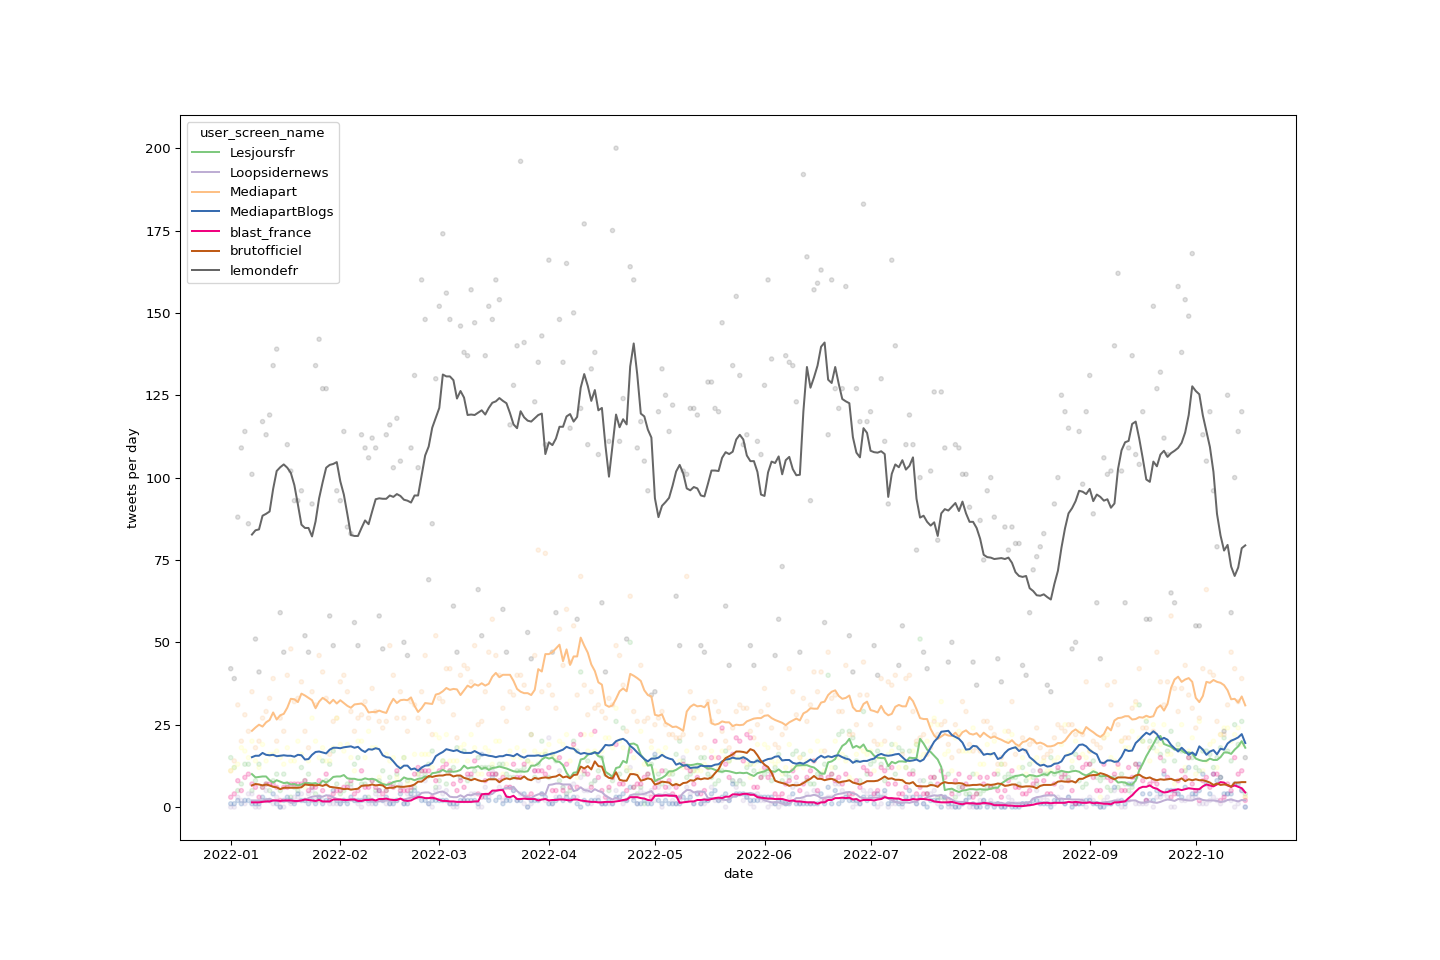 user_screen_name
Lesjoursfr
Loopsidernews
Mediapart
MediapartBlogs
blast_france
brutofficiel
lemondefr
200
175
150
125
100
75
50
25
0
tweets per day
2022-01 2022-02 2022-03 2022-04 2022-05 2022-06 2022-07 2022-08 2022-09 2022-10
date